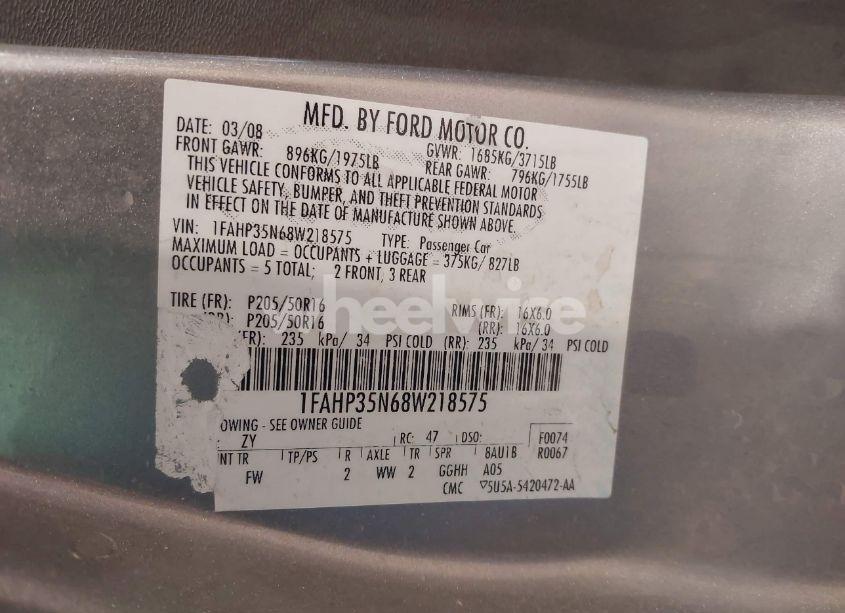 MFD. BY FORD MOTOR CO.
DATE: 03/08 GVWR: 1685KG/3715LB
FRONT GAWR: 896KG/1975LB REAR GAWR: 796KG/1755LB
THIS VEHICLE CONFORMS TO ALL APPLICABLE FEDERAL MOTOR
VEHICLE SAFETY, BUMPER, AND THEFT PREVENTION STANDARDS
IN EFFECT ON THE DATE OF MANUFACTURE SHOWN ABOVE.
VIN: 1FAHP35N68W218575 TYPE: Passenger Car
MAXIMUM LOAD = OCCUPANTS + LUGGAGE = 375KG/ 827LB
OCCUPANTS = 5 TOTAL; 2 FRONT, 3 REAR
heelwire
TIRE (FR): P205/50R16 RIMS (FR): 16X6.0
P205/50R16 (RR): 16X6.0
(FR): 235 kPa/ 34 PSI COLD (RR): 235 kPa/ 34 PSI COLD
1FAHP35N68W218575
OWING - SEE OWNER GUIDE
ZY RC: 47 DSO: F0074
NT TR TP/PS R AXLE TR SPR 8AU1B R0067
FW 2 WW 2 GGHH A05
CMC ▽5U5A-5420472-AA